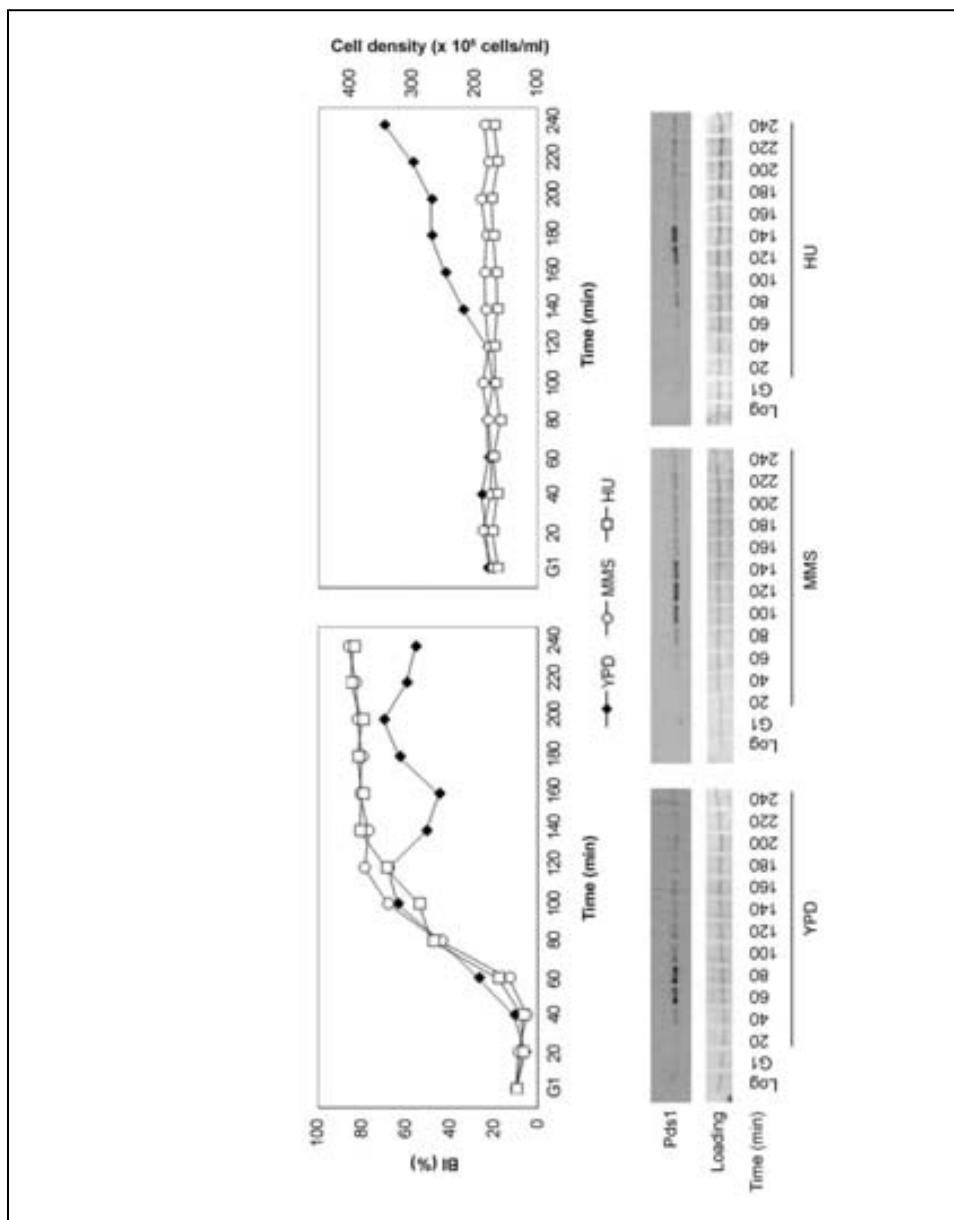 Cell density (x 10⁵ cells/ml)
400
300
200
100
G1 20 40 60 80 100 120 140 160 180 200 220 240
Time (min)
BI (%)
100
80
60
40
20
0
G1 20 40 60 80 100 120 140 160 180 200 220 240
Time (min)
YPD MMS HU
Pds1
Loading
Time (min)
Log G1 20 40 60 80 100 120 140 160 180 200 220 240
YPD
Log G1 20 40 60 80 100 120 140 160 180 200 220 240
MMS
Log G1 20 40 60 80 100 120 140 160 180 200 220 240
HU